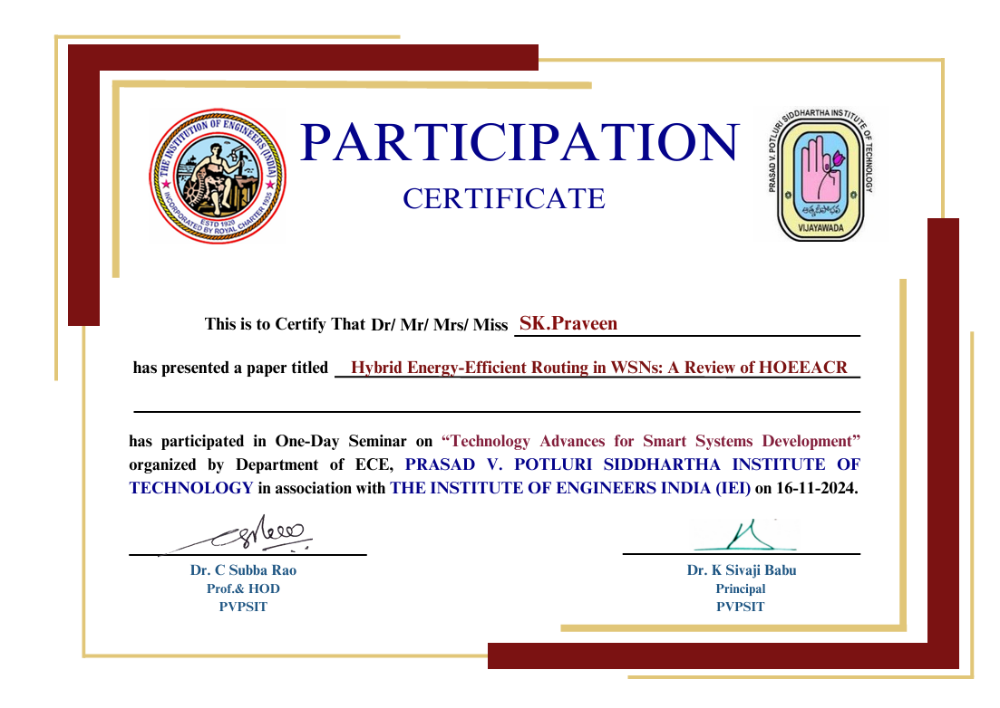 THE INSTITUTION OF ENGINEERS (INDIA)
INCORPORATED BY ROYAL CHARTER 1935
ESTD 1920
PARTICIPATION
CERTIFICATE
PRASAD V. POTLURI SIDDHARTHA INSTITUTE OF TECHNOLOGY
ఆత్మదీపోభవ
VIJAYAWADA
This is to Certify That Dr/ Mr/ Mrs/ Miss SK.Praveen
has presented a paper titled Hybrid Energy-Efficient Routing in WSNs: A Review of HOEEACR
has participated in One-Day Seminar on “Technology Advances for Smart Systems Development”
organized by Department of ECE, PRASAD V. POTLURI SIDDHARTHA INSTITUTE OF
TECHNOLOGY in association with THE INSTITUTE OF ENGINEERS INDIA (IEI) on 16-11-2024.
Dr. C Subba Rao
Prof.& HOD
PVPSIT
Dr. K Sivaji Babu
Principal
PVPSIT